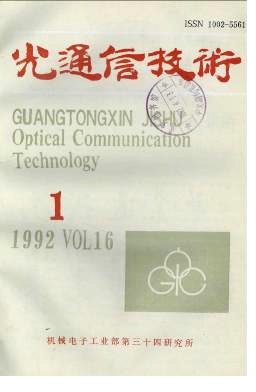 ISSN 1002-5561
光通信技術
GUANGTONGXIN JISHU
Optical Communication
Technology
1
1992 VOL16
机械电子工业部第三十四研究所